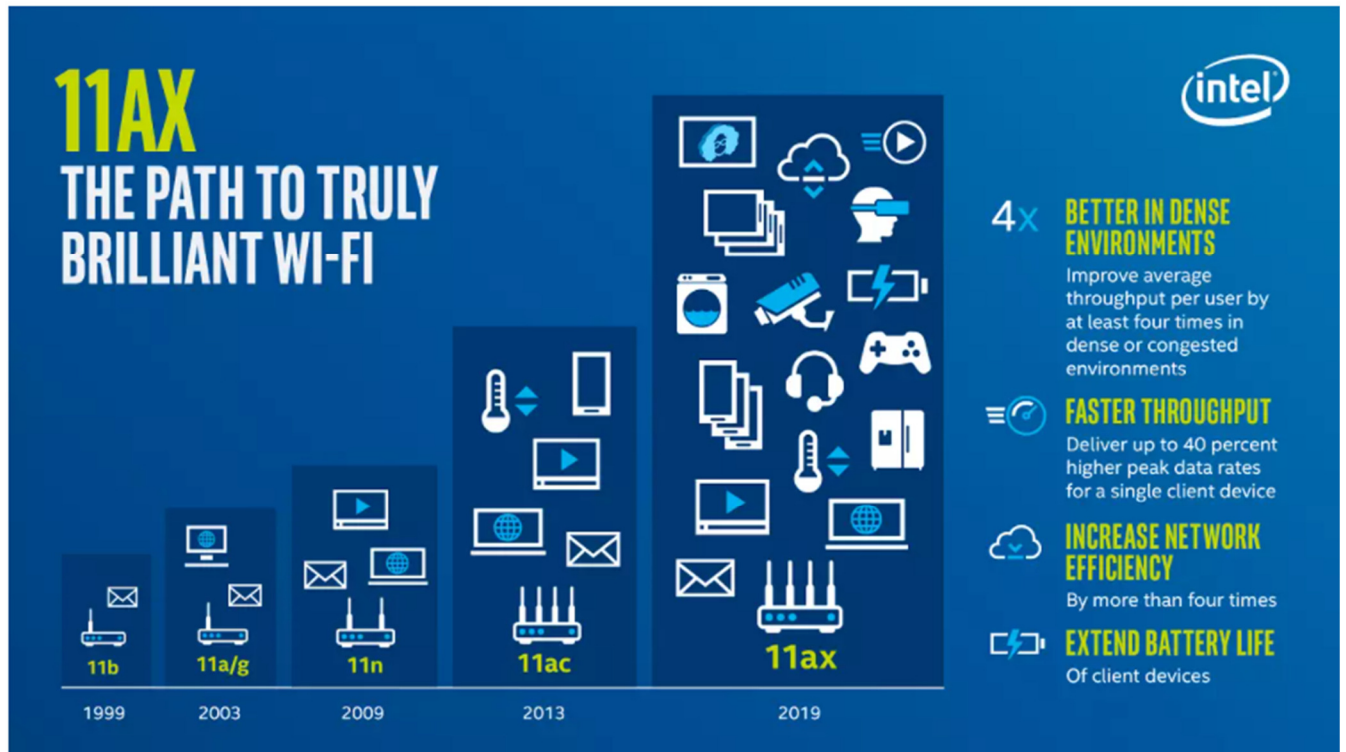 11AX
THE PATH TO TRULY
BRILLIANT WI-FI
intel
11b
11a/g
11n
11ac
11ax
1999
2003
2009
2013
2019
4x
BETTER IN DENSE
ENVIRONMENTS
Improve average
throughput per user by
at least four times in
dense or congested
environments
FASTER THROUGHPUT
Deliver up to 40 percent
higher peak data rates
for a single client device
INCREASE NETWORK
EFFICIENCY
By more than four times
EXTEND BATTERY LIFE
Of client devices